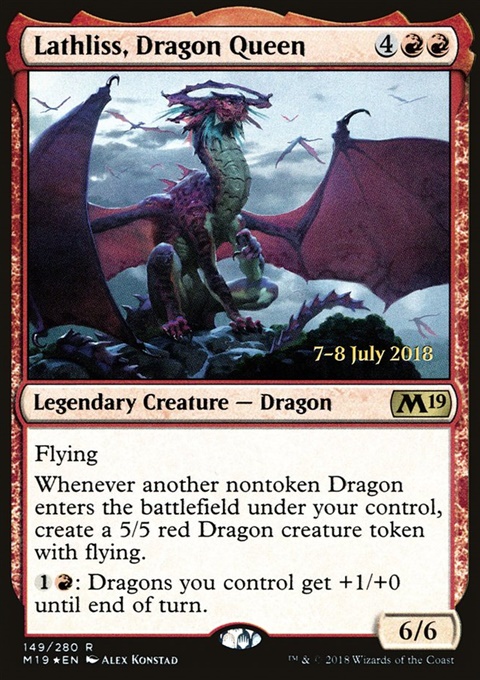 Lathliss, Dragon Queen 4
7–8 July 2018
Legendary Creature — Dragon M19
Flying
Whenever another nontoken Dragon
enters the battlefield under your control,
create a 5/5 red Dragon creature token
with flying.
1 : Dragons you control get +1/+0
until end of turn.
6/6
149/280 R
M19★EN Alex Konstad ™ & © 2018 Wizards of the Coast